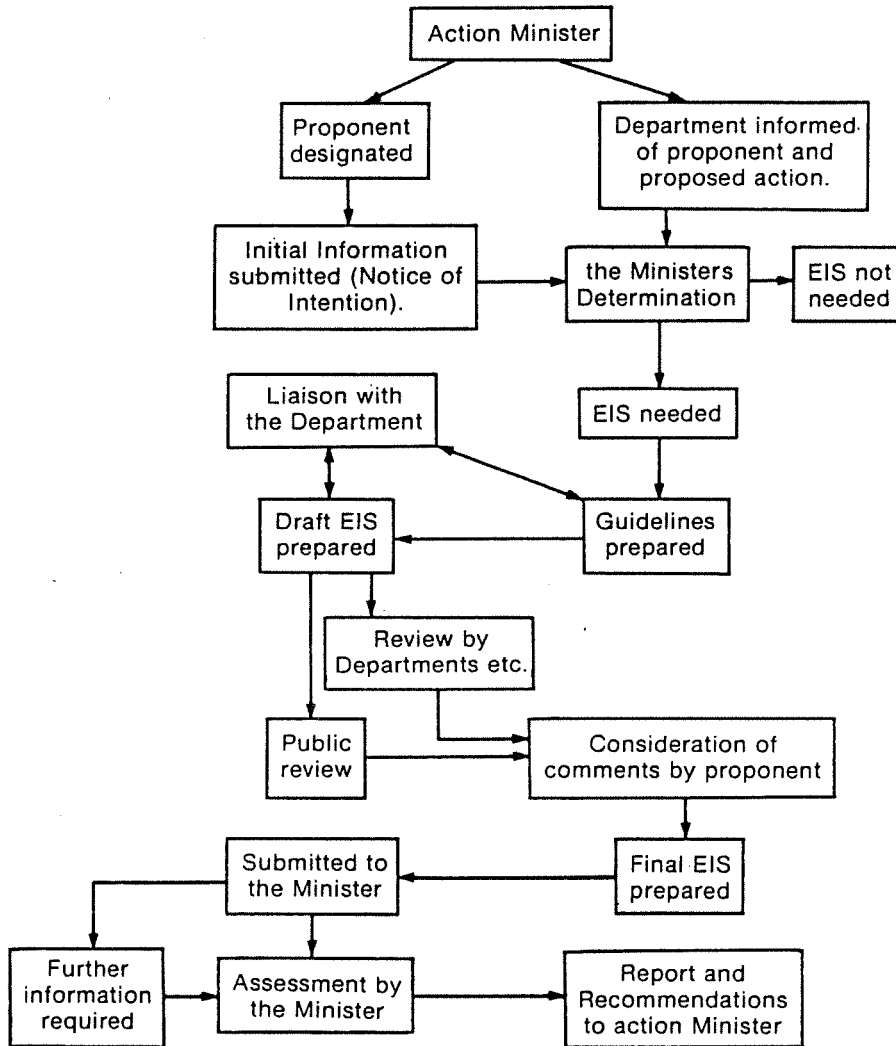 Action Minister
Proponent
designated
Department informed
of proponent and
proposed action.
Initial Information
submitted (Notice of
Intention).
the Ministers
Determination
EIS not
needed
Liaison with
the Department
EIS needed
Draft EIS
prepared
Guidelines
prepared
Review by
Departments etc.
Public
review
Consideration of
comments by proponent
Submitted to
the Minister
Final EIS
prepared
Further
information
required
Assessment by
the Minister
Report and
Recommendations
to action Minister